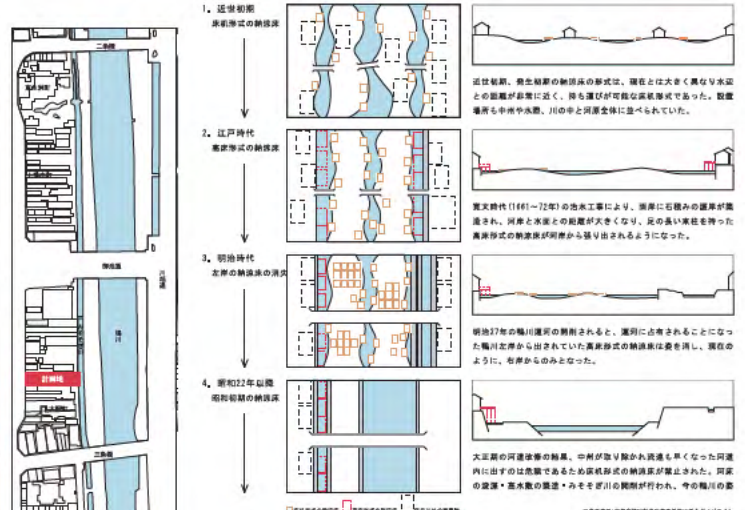 二条通
御池通
川端通
鴨川
計画地
三条通
1。近世初期
床机形式の納涼床
2。江戸時代
高床形式の納涼床
3。明治時代
左岸の納涼床の消失
4。昭和22年以降
昭和初期の納涼床
近世初期、発生初期の納涼床の形式は、現在とは大きく異なり水辺
との距離が非常に近く、持ち運びが可能な床机形式であった。設置
場所も中州や水際、川の中と河原全体に並べられていた。
寛文時代(1661～72年)の治水工事により、両岸に石積みの護岸が築
造され、河岸と水面との距離が大きくなり、足の長い束柱を持った
高床形式の納涼床が河岸から張り出されるようになった。
明治27年の鴨川運河の開削されると、運河に占有されることになっ
た鴨川左岸から出されていた高床形式の納涼床は姿を消し、現在の
ように、右岸からのみとなった。
大正期の河道改修の結果、中州が取り除かれ流速も早くなった河道
内に出すのは危険であるため床机形式の納涼床が禁止された。河床
の浚渫・高水敷の築造・みそそぎ川の開削が行われ、今の鴨川の姿